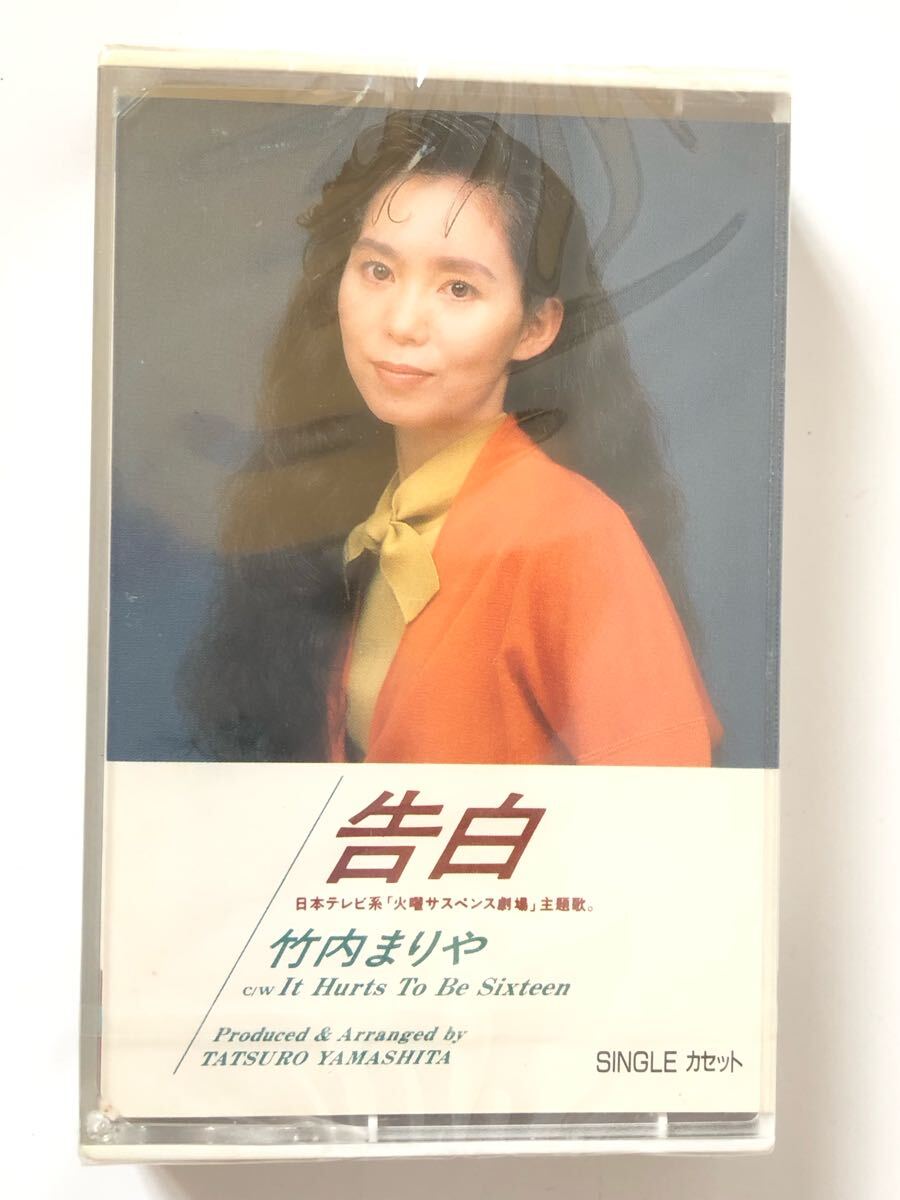 告白
日本テレビ系「火曜サスペンス劇場」主題歌。
竹内まりや
C/W It Hurts To Be Sixteen
Produced & Arranged by
TATSURO YAMASHITA
SINGLE カセット